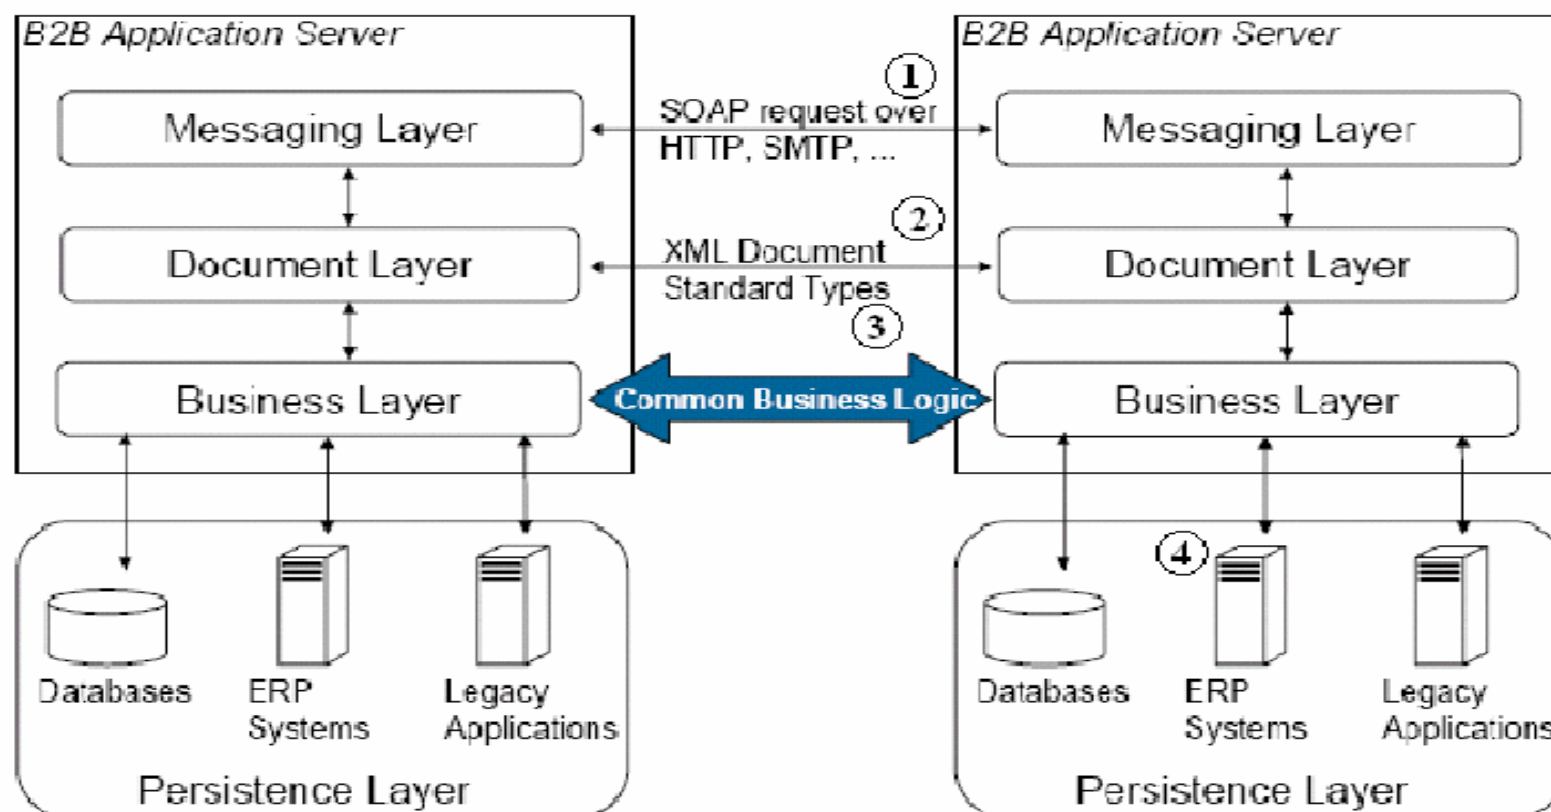 B2B Application Server
Messaging Layer
Document Layer
Business Layer
1
SOAP request over
HTTP, SMTP, ...
2
XML Document
Standard Types
3
Common Business Logic
B2B Application Server
Messaging Layer
Document Layer
Business Layer
Databases
ERP
Systems
Legacy
Applications
Persistence Layer
4
Databases
ERP
Systems
Legacy
Applications
Persistence Layer